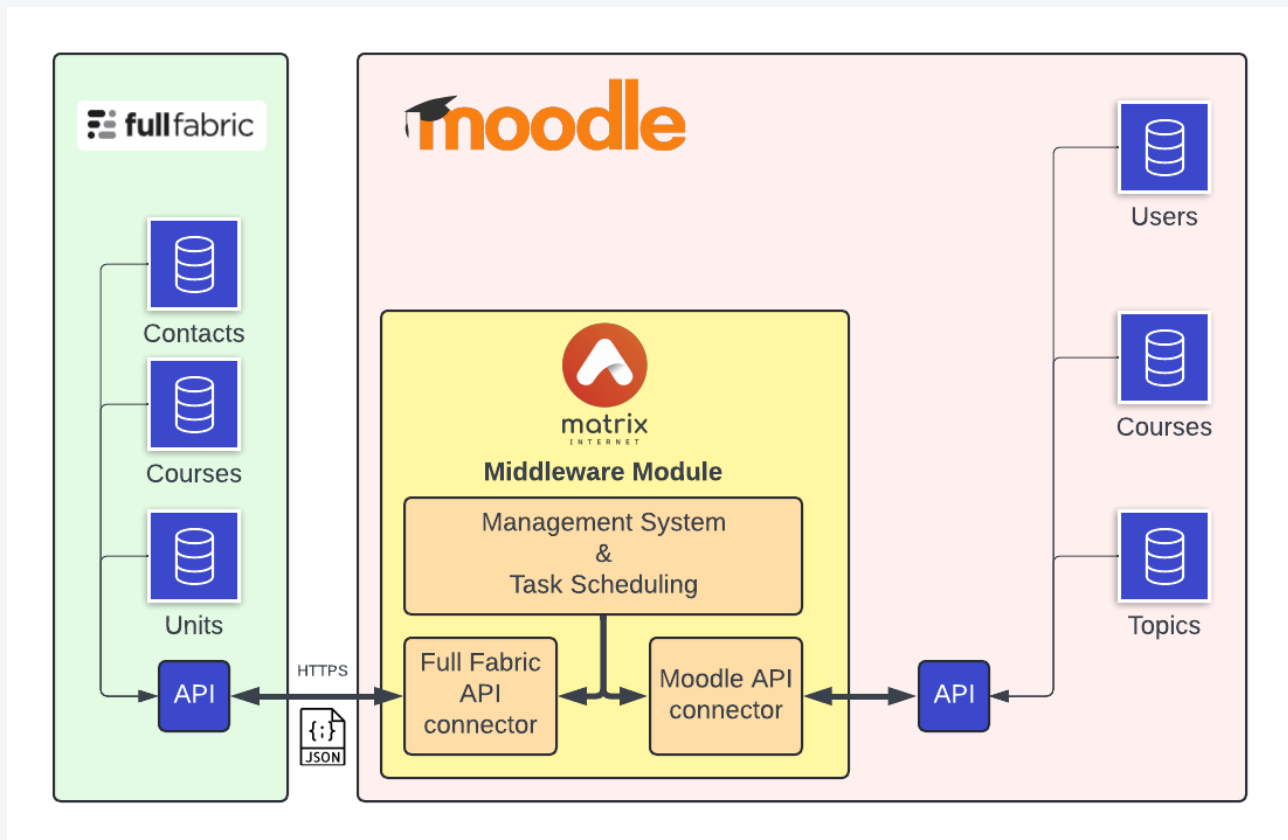 fullfabric
Contacts
Courses
Units
API
HTTPS
{;}
JSON
moodle
matrix
INTERNET
Middleware Module
Management System
&
Task Scheduling
Full Fabric
API
connector
Moodle API
connector
API
Users
Courses
Topics